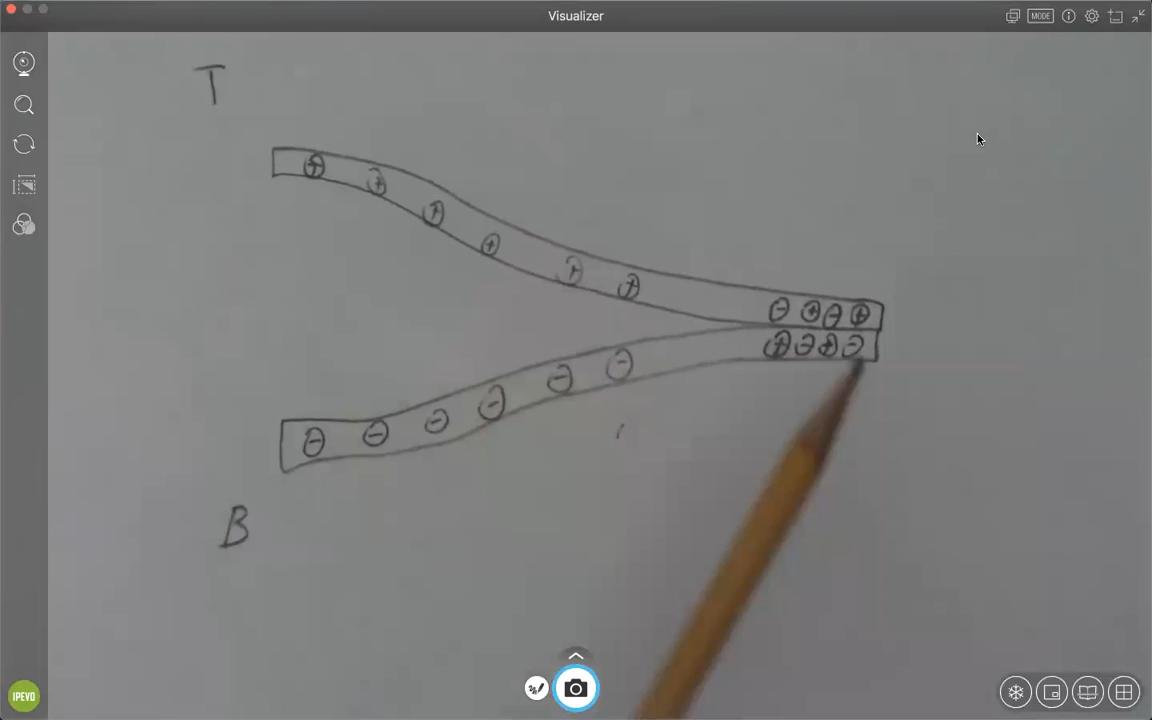 Visualizer
MODE
T
+ + + + + +
- + - +
+ - + -
- - - - - -
B
IPEVO